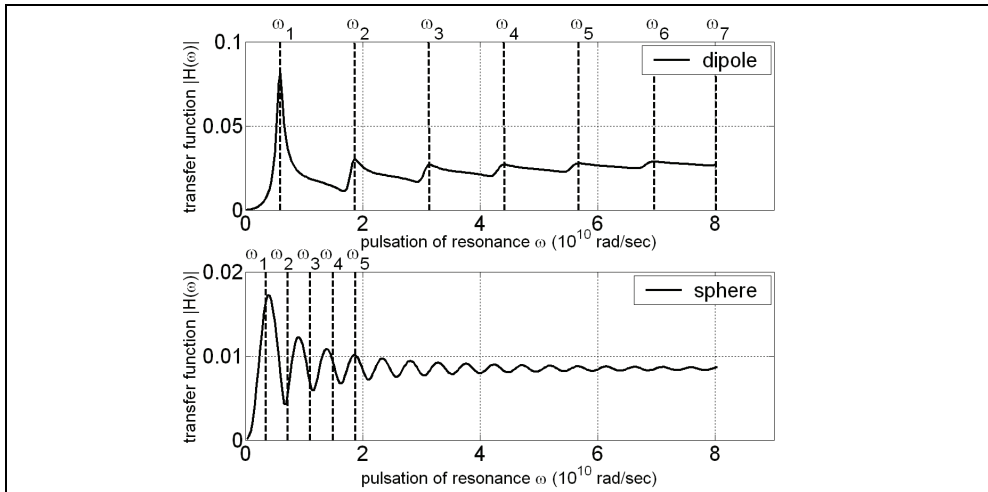 ω1 ω2 ω3 ω4 ω5 ω6 ω7
transfer function |H(ω)|
0.1
0.05
0
dipole
0 2 4 6 8
pulsation of resonance ω (10^10 rad/sec)
ω1 ω2 ω3 ω4 ω5
transfer function |H(ω)|
0.02
0.01
0
sphere
0 2 4 6 8
pulsation of resonance ω (10^10 rad/sec)